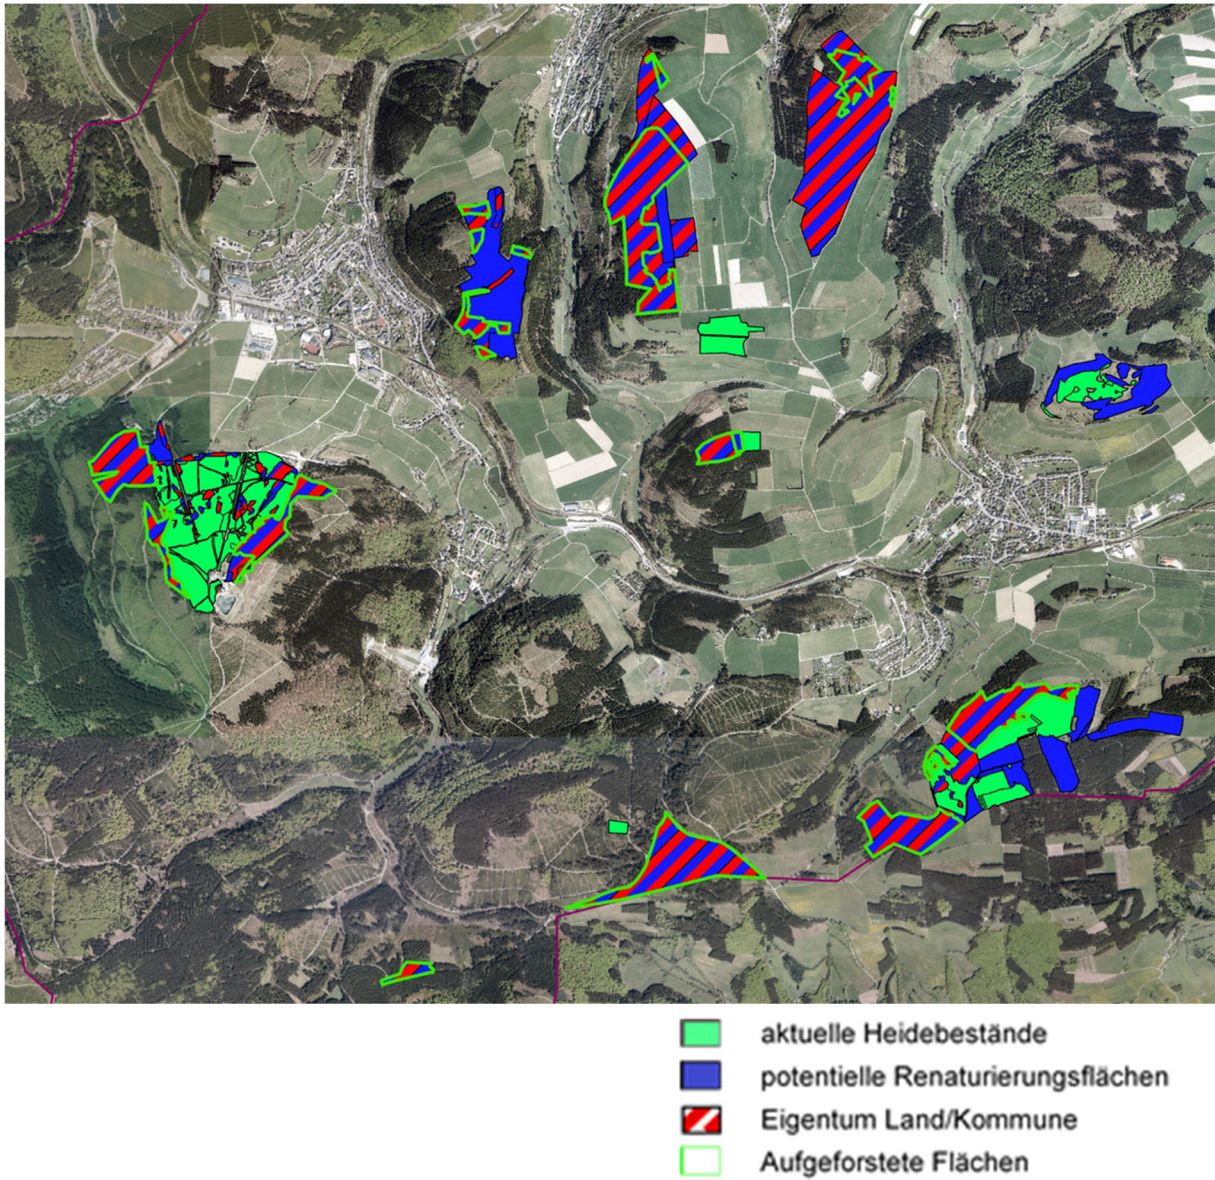 aktuelle Heidebestände
potentielle Renaturierungsflächen
Eigentum Land/Kommune
Aufgeforstete Flächen